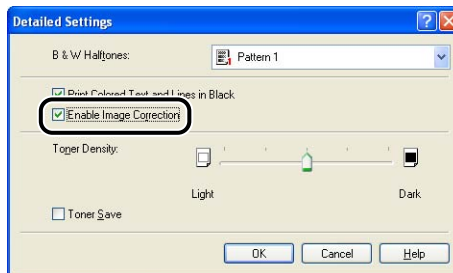 Detailed Settings
B & W Halftones: Pattern 1
Print Colored Text and Lines in Black
Enable Image Correction
Toner Density:
Light Dark
Toner Save
OK Cancel Help